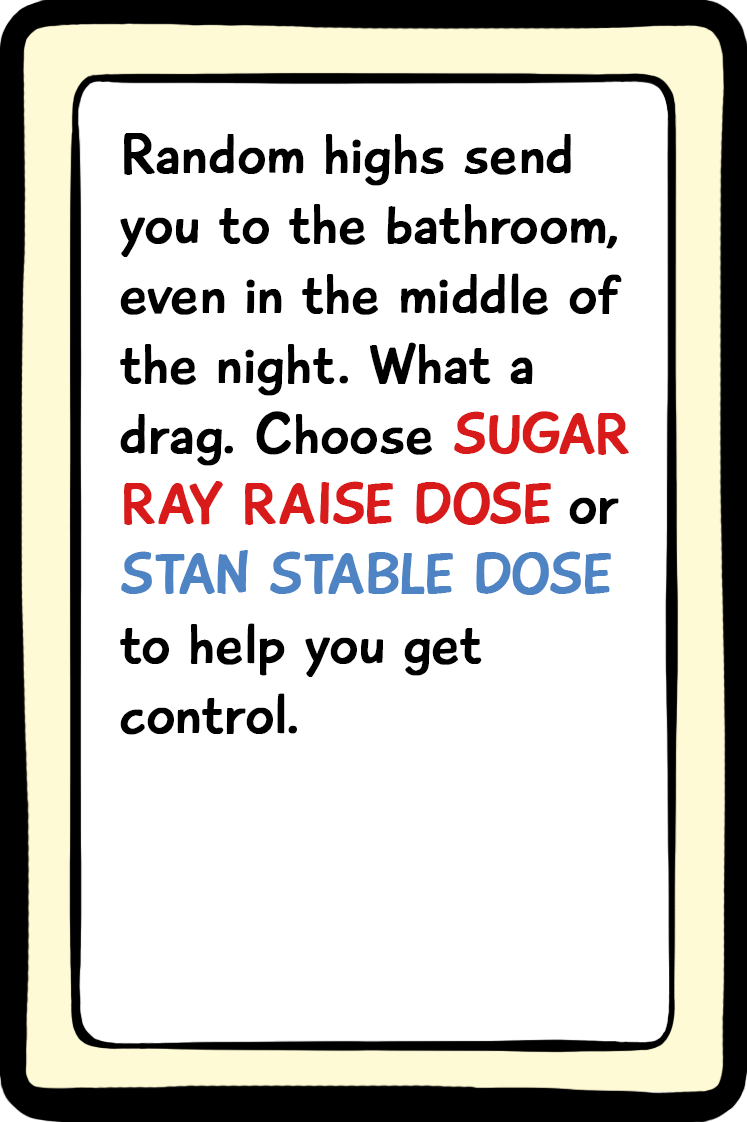 Random highs send
you to the bathroom,
even in the middle of
the night. What a
drag. Choose SUGAR
RAY RAISE DOSE or
STAN STABLE DOSE
to help you get
control.